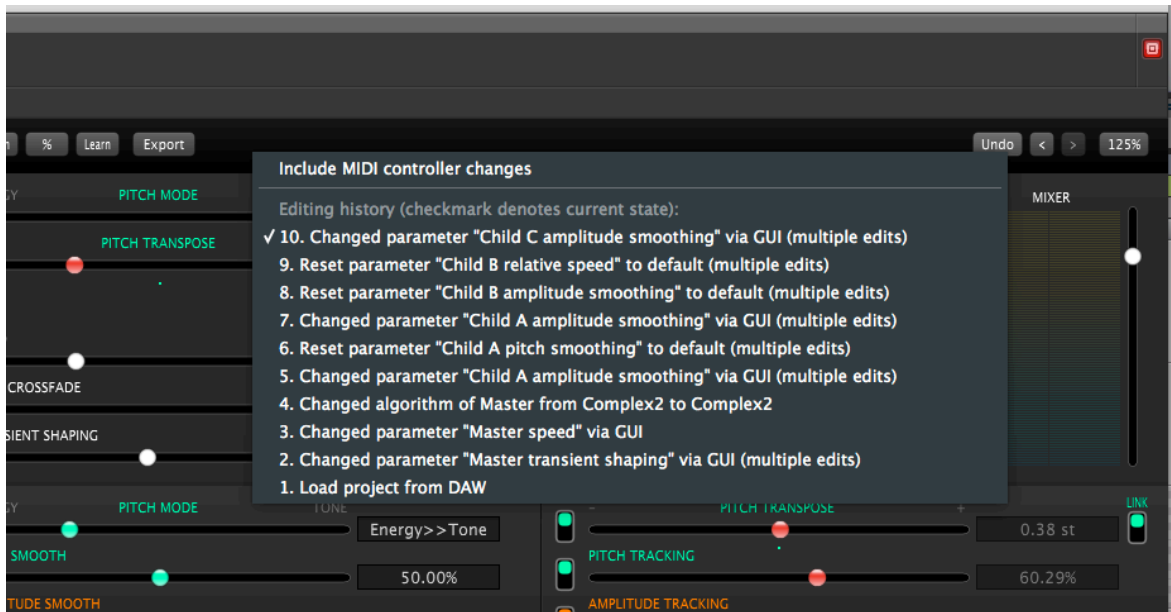 % Learn Export Undo < > 125%
Include MIDI controller changes
PITCH MODE
MIXER
Editing history (checkmark denotes current state):
✓ 10. Changed parameter "Child C amplitude smoothing" via GUI (multiple edits)
PITCH TRANSPOSE
9. Reset parameter "Child B relative speed" to default (multiple edits)
8. Reset parameter "Child B amplitude smoothing" to default (multiple edits)
7. Changed parameter "Child A amplitude smoothing" via GUI (multiple edits)
6. Reset parameter "Child A pitch smoothing" to default (multiple edits)
5. Changed parameter "Child A amplitude smoothing" via GUI (multiple edits)
CROSSFADE
4. Changed algorithm of Master from Complex2 to Complex2
3. Changed parameter "Master speed" via GUI
SIENT SHAPING
2. Changed parameter "Master transient shaping" via GUI (multiple edits)
1. Load project from DAW
GY PITCH MODE TONE
- PITCH TRANSPOSE + LINK
Energy>>Tone
0.38 st
SMOOTH
PITCH TRACKING
50.00%
60.29%
TUDE SMOOTH
AMPLITUDE TRACKING